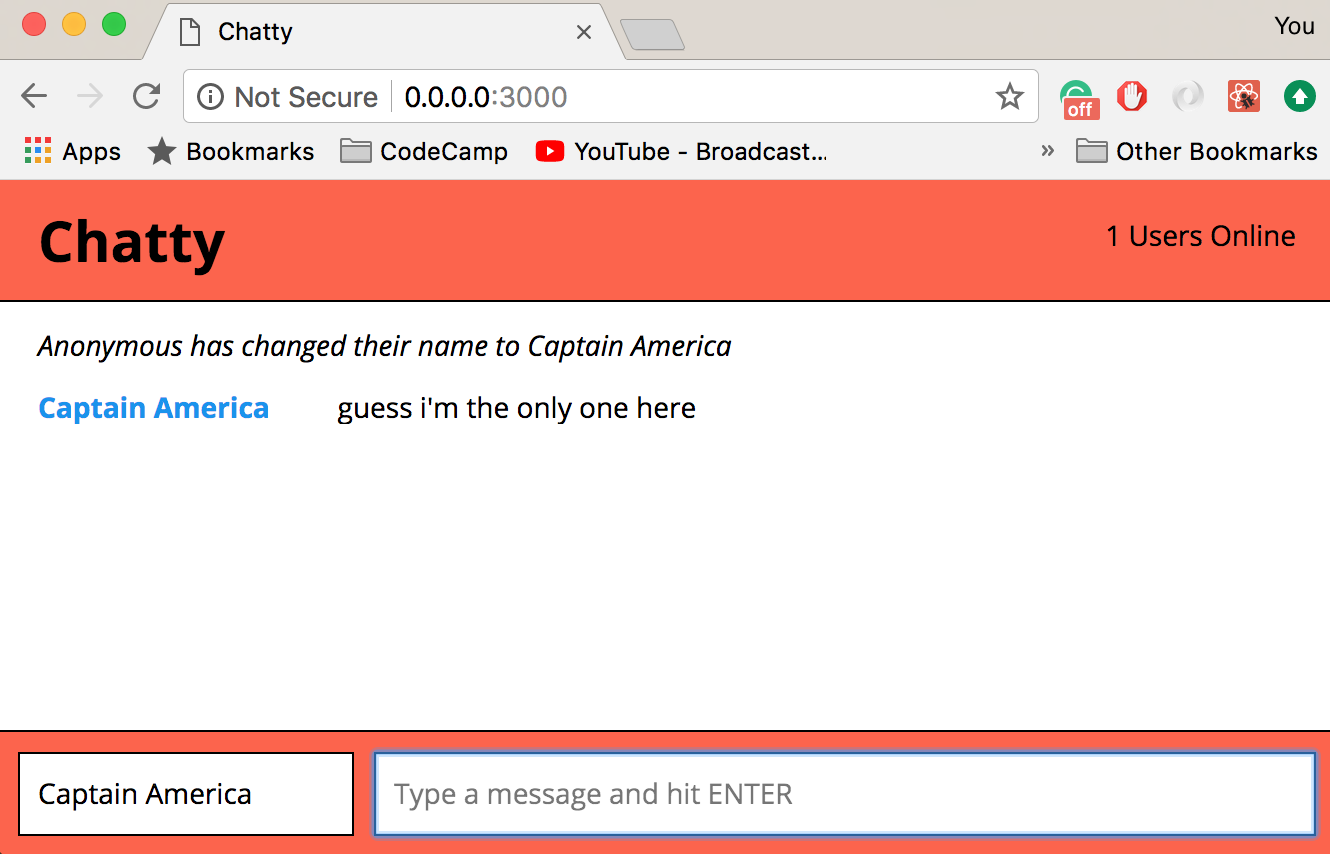 Chatty
You
Not Secure 0.0.0.0:3000
off
Apps Bookmarks CodeCamp YouTube - Broadcast... » Other Bookmarks
Chatty
1 Users Online
Anonymous has changed their name to Captain America
Captain America guess i'm the only one here
Captain America
Type a message and hit ENTER